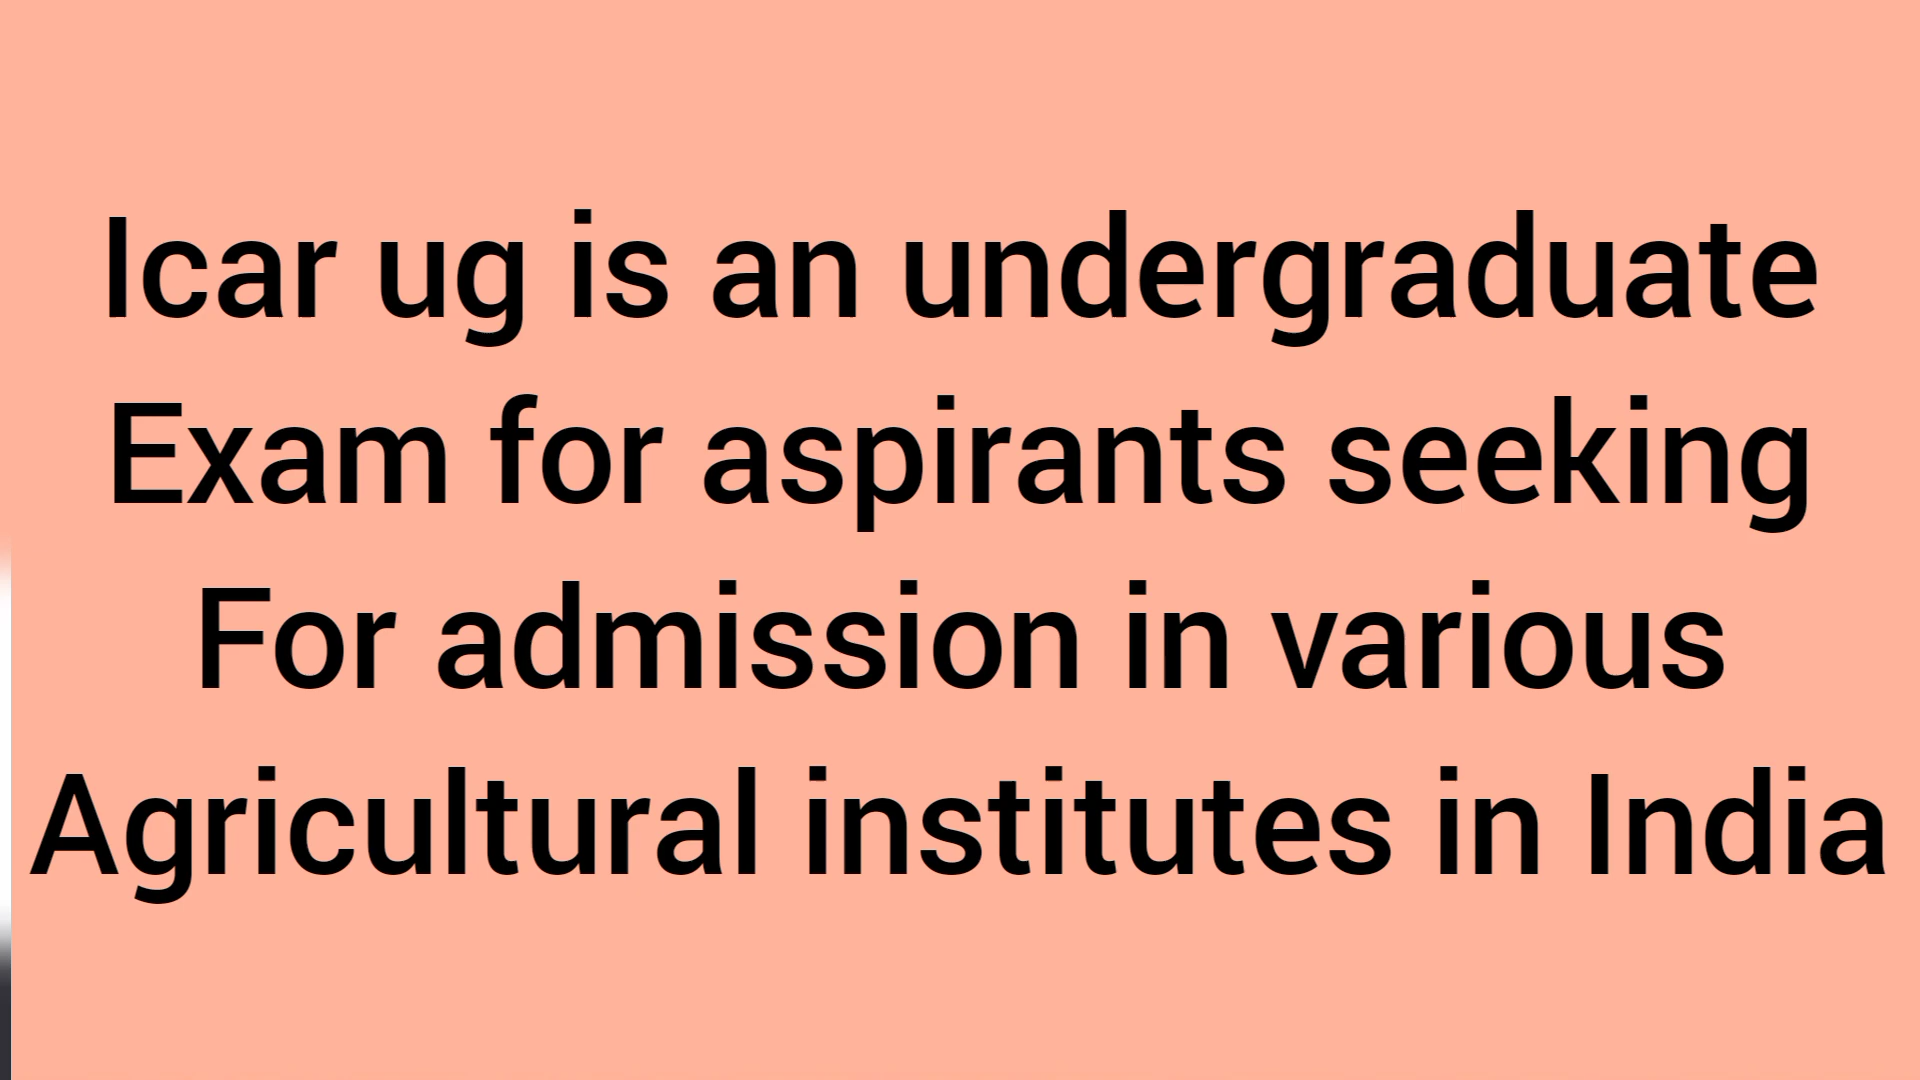 Icar ug is an undergraduate
Exam for aspirants seeking
For admission in various
Agricultural institutes in India